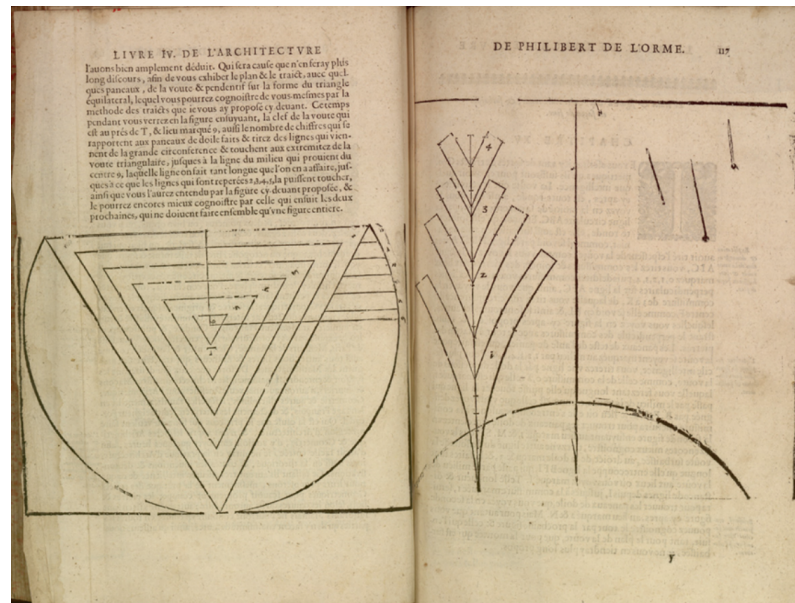 LIVRE IV. DE L'ARCHITECTVRE
l'auons bien amplement déduit. Qui sera cause que n'en feray plus
long discours, afin de vous exhiber le plan & le traict, auec quel
ques paneaux, de la voute & pendentif sur la forme du triangle
équilateral, lequel vous pourrez cognoistre de vous-mesmes par la
methode des traicts que ie vous ay proposé cy deuant. Ce temps
pendant vous verrez en la figure ensuyuant, la clef de la voute qui
est au prés de T, & lieu marqué 9, aussi le nombre de chiffres qui se
rapportent aux paneaux de doile faits & tirez des lignes qui vien-
nent de la grande circonference & touchent aux extremitez de la
voute triangulaire, iusques à la ligne du milieu qui prouient du
centre 9, laquelle ligne on fait tant longue que l'on en a affaire, ius-
ques à ce que les lignes qui sont reperées 2,3,4,5, la puissent toucher,
ainsi que vous l'aurez entendu par la figure cy deuant proposée, &
le pourrez encores mieux cognoistre par celle qui ensuit les deux
prochaines, qui ne doiuent faire ensemble qu'vne figure entiere.
DE PHILIBERT DE L'ORME. 117
4
3
2
1
y